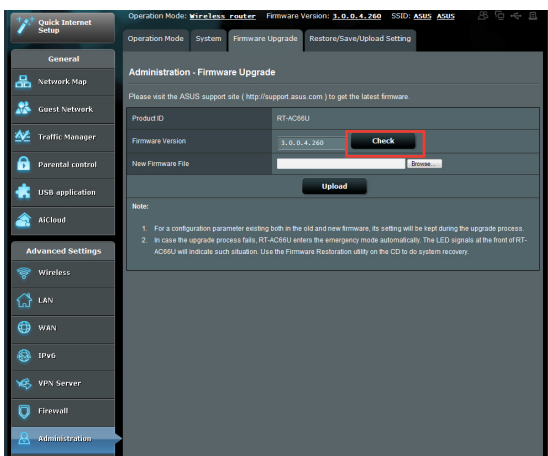 Operation Mode: Wireless router Firmware Version: 3.0.0.4.260 SSID: ASUS ASUS
Quick Internet
Setup
Operation Mode System Firmware Upgrade Restore/Save/Upload Setting
General
Network Map
Guest Network
Traffic Manager
Parental control
USB application
AiCloud
Advanced Settings
Wireless
LAN
WAN
IPv6
VPN Server
Firewall
Administration
Administration - Firmware Upgrade
Please visit the ASUS support site ( http://support.asus.com ) to get the latest firmware.
Product ID RT-AC66U
Firmware Version 3.0.0.4.260 Check
New Firmware File Browse...
Upload
Note:
1. For a configuration parameter existing both in the old and new firmware, its setting will be kept during the upgrade process.
2. In case the upgrade process fails, RT-AC66U enters the emergency mode automatically. The LED signals at the front of RT-
AC66U will indicate such situation. Use the Firmware Restoration utility on the CD to do system recovery.